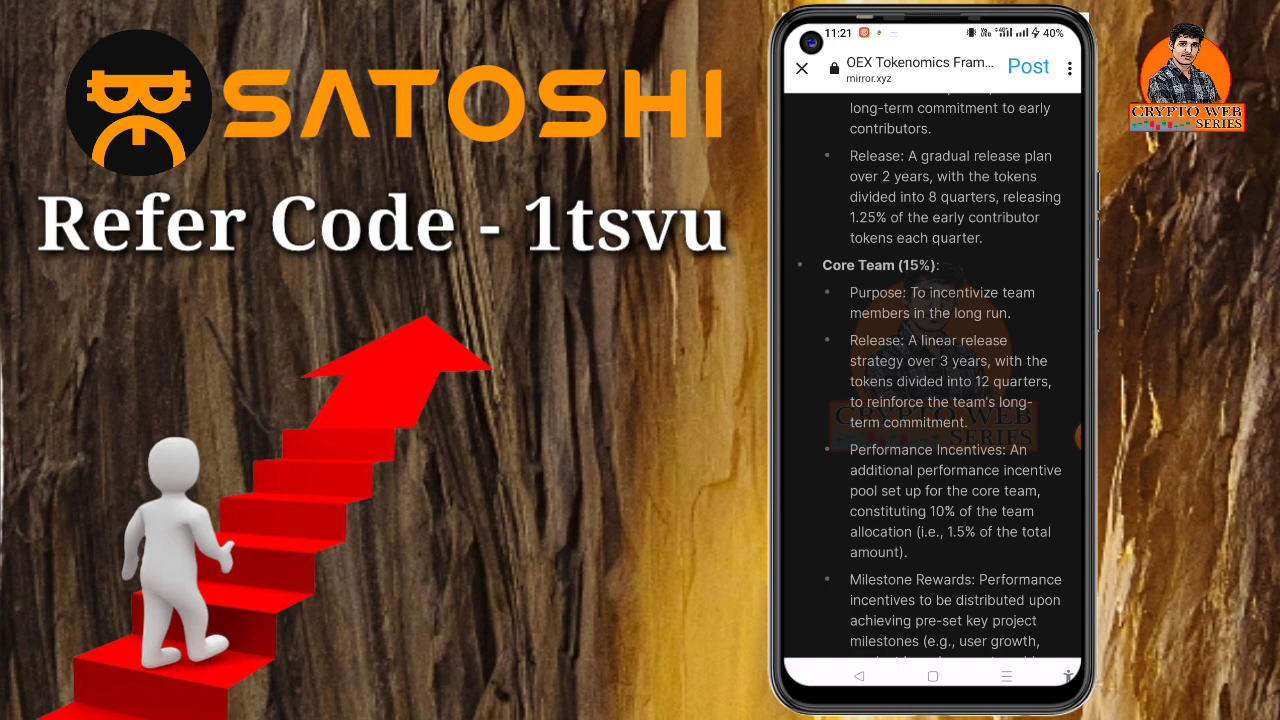 SATOSHI
Refer Code - 1tsvu
11:21
40%
OEX Tokenomics Fram...
mirror.xyz
Post
long-term commitment to early
contributors.
Release: A gradual release plan
over 2 years, with the tokens
divided into 8 quarters, releasing
1.25% of the early contributor
tokens each quarter.
Core Team (15%):
Purpose: To incentivize team
members in the long run.
Release: A linear release
strategy over 3 years, with the
tokens divided into 12 quarters,
to reinforce the team's long-
term commitment.
Performance Incentives: An
additional performance incentive
pool set up for the core team,
constituting 10% of the team
allocation (i.e., 1.5% of the total
amount).
Milestone Rewards: Performance
incentives to be distributed upon
achieving pre-set key project
milestones (e.g., user growth,
CRYPTO WEB
SERIES
CRYPTO WEB
SERIES